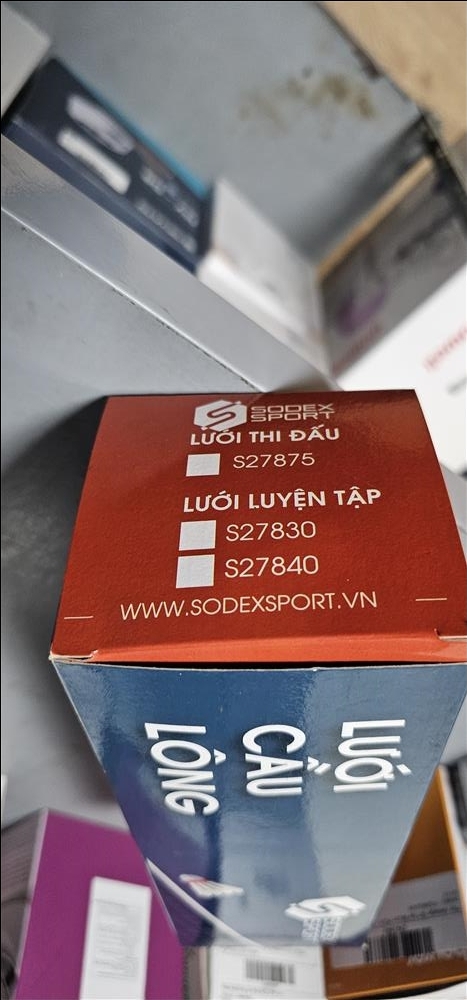 SODEX
SPORT
LƯỚI THI ĐẤU
S27875
LƯỚI LUYỆN TẬP
S27830
S27840
WWW.SODEXSPORT.VN
LƯỚI
CẦU
LÔNG